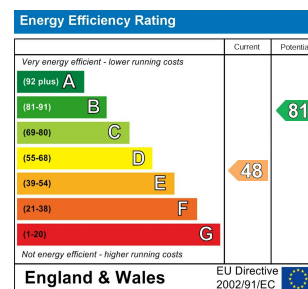 Energy Efficiency Rating
Current Potentia
Very energy efficient - lower running costs
(92 plus) A
(81-91) B
81
(69-80) C
(55-68) D
48
(39-54) E
(21-38) F
(1-20) G
Not energy efficient - higher running costs
England & Wales
EU Directive
2002/91/EC